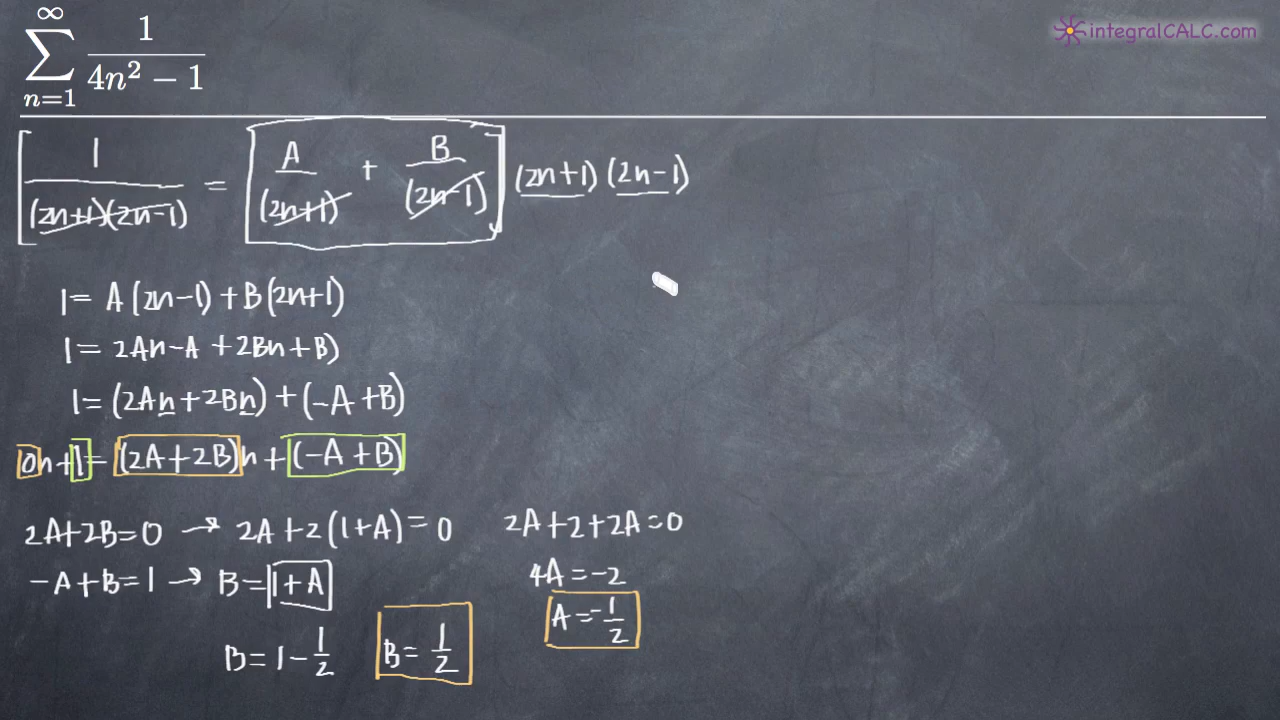 ∞
∑ 1 / (4n² − 1)
n=1
integralCALC.com
[ 1 / (2n+1)(2n−1) = A / (2n+1) + B / (2n−1) ] (2n+1)(2n−1)
1 = A(2n−1) + B(2n+1)
1 = 2An − A + 2Bn + B)
1 = (2An + 2Bn) + (−A + B)
0n + 1 = (2A + 2B)n + (−A + B)
2A+2B=0 → 2A+2(1+A)=0 2A+2+2A=0
−A+B=1 → B=1+A 4A=−2
A=−1/2
B=1−1/2 B=1/2